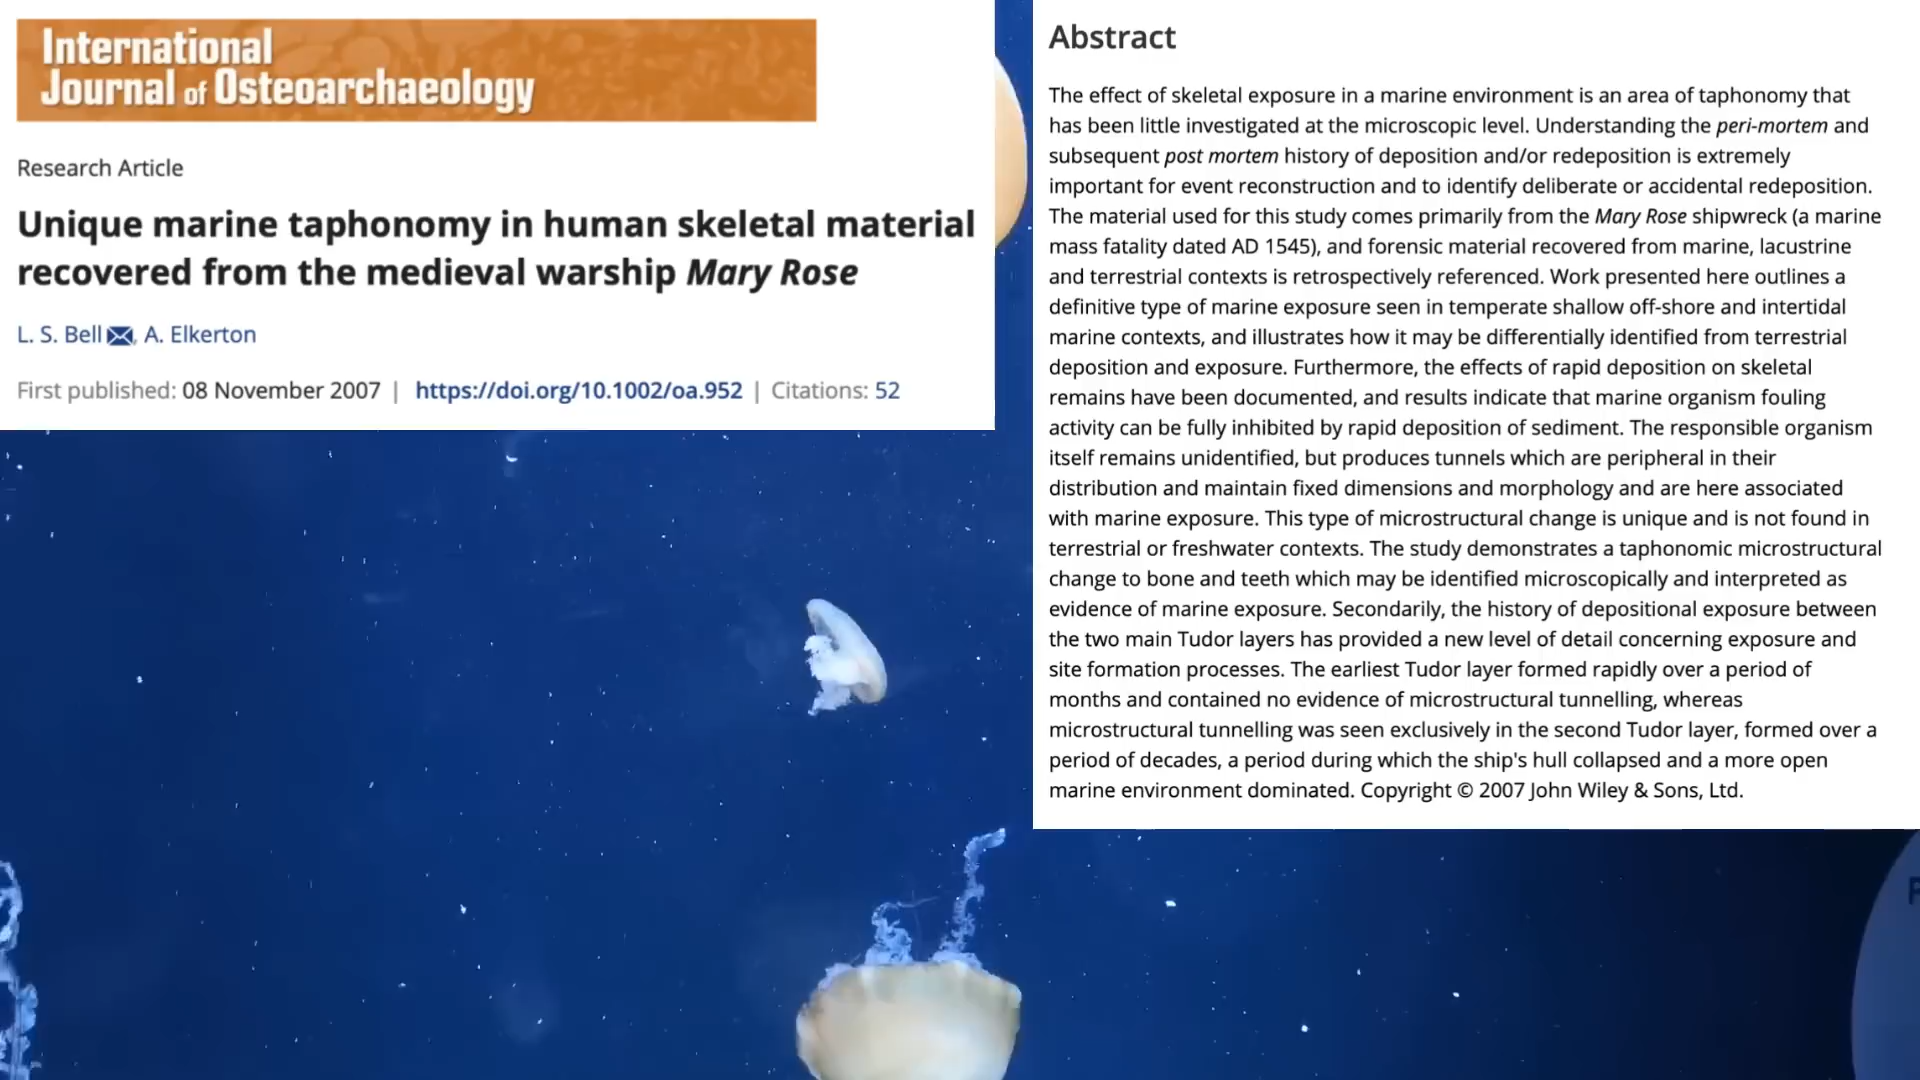 International
Journal of Osteoarchaeology
Research Article
Unique marine taphonomy in human skeletal material
recovered from the medieval warship Mary Rose
L. S. Bell, A. Elkerton
First published: 08 November 2007 | https://doi.org/10.1002/oa.952 | Citations: 52
Abstract
The effect of skeletal exposure in a marine environment is an area of taphonomy that
has been little investigated at the microscopic level. Understanding the peri-mortem and
subsequent post mortem history of deposition and/or redeposition is extremely
important for event reconstruction and to identify deliberate or accidental redeposition.
The material used for this study comes primarily from the Mary Rose shipwreck (a marine
mass fatality dated AD 1545), and forensic material recovered from marine, lacustrine
and terrestrial contexts is retrospectively referenced. Work presented here outlines a
definitive type of marine exposure seen in temperate shallow off-shore and intertidal
marine contexts, and illustrates how it may be differentially identified from terrestrial
deposition and exposure. Furthermore, the effects of rapid deposition on skeletal
remains have been documented, and results indicate that marine organism fouling
activity can be fully inhibited by rapid deposition of sediment. The responsible organism
itself remains unidentified, but produces tunnels which are peripheral in their
distribution and maintain fixed dimensions and morphology and are here associated
with marine exposure. This type of microstructural change is unique and is not found in
terrestrial or freshwater contexts. The study demonstrates a taphonomic microstructural
change to bone and teeth which may be identified microscopically and interpreted as
evidence of marine exposure. Secondarily, the history of depositional exposure between
the two main Tudor layers has provided a new level of detail concerning exposure and
site formation processes. The earliest Tudor layer formed rapidly over a period of
months and contained no evidence of microstructural tunnelling, whereas
microstructural tunnelling was seen exclusively in the second Tudor layer, formed over a
period of decades, a period during which the ship's hull collapsed and a more open
marine environment dominated. Copyright © 2007 John Wiley & Sons, Ltd.